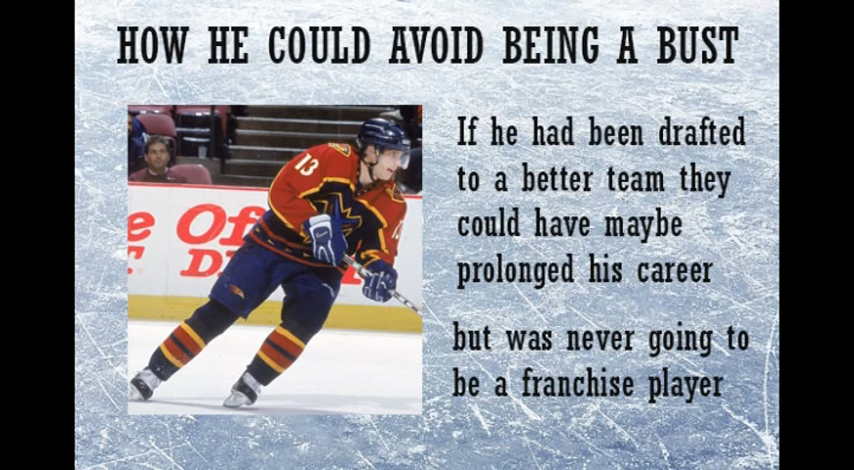 HOW HE COULD AVOID BEING A BUST
If he had been drafted
to a better team they
could have maybe
prolonged his career
but was never going to
be a franchise player
13
e Of
D